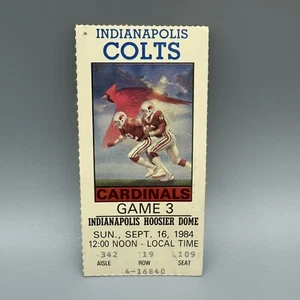 INDIANAPOLIS
COLTS
CARDINALS
GAME 3
INDIANAPOLIS HOOSIER DOME
SUN., SEPT. 16, 1984
12:00 NOON - LOCAL TIME
342 19 109
AISLE ROW SEAT
4-16840